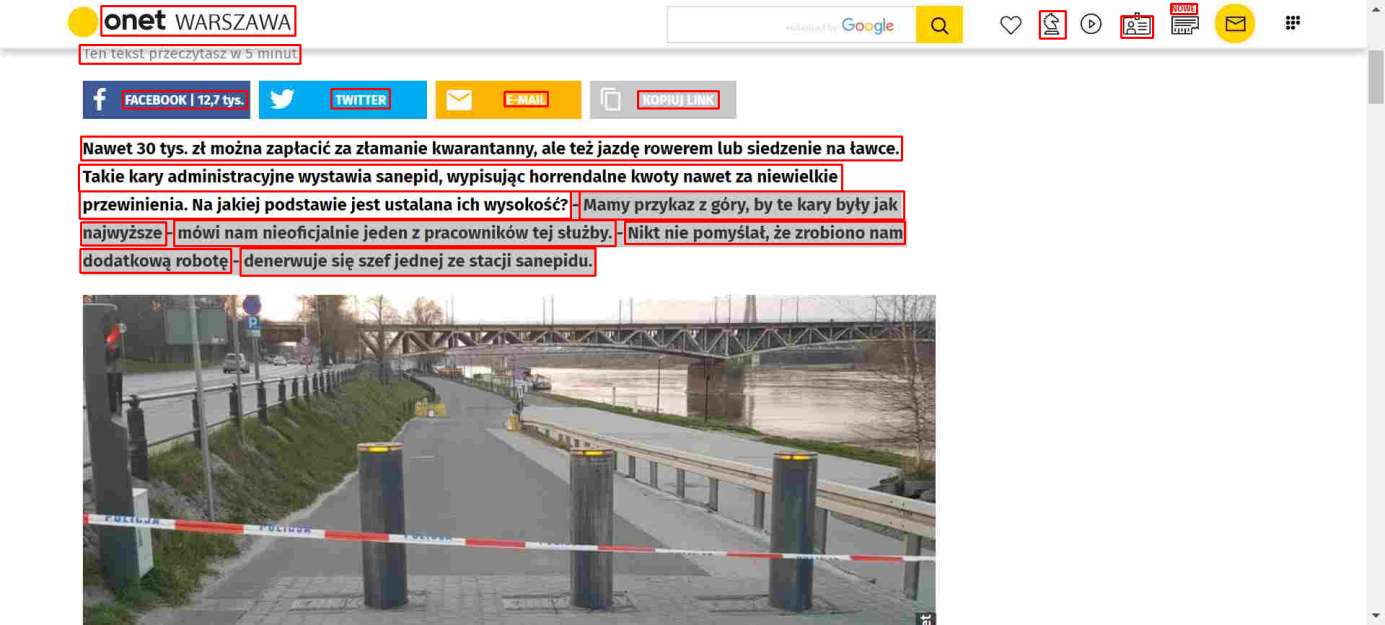 onet WARSZAWA
enhanced by Google
NOWE
Ten tekst przeczytasz w 5 minut
FACEBOOK | 12,7 tys.
TWITTER
E-MAIL
KOPIUJ LINK
Nawet 30 tys. zł można zapłacić za złamanie kwarantanny, ale też jazdę rowerem lub siedzenie na ławce.
Takie kary administracyjne wystawia sanepid, wypisując horrendalne kwoty nawet za niewielkie
przewinienia. Na jakiej podstawie jest ustalana ich wysokość? - Mamy przykaz z góry, by te kary były jak
najwyższe - mówi nam nieoficjalnie jeden z pracowników tej służby. - Nikt nie pomyślał, że zrobiono nam
dodatkową robotę - denerwuje się szef jednej ze stacji sanepidu.
POLICJA POLICJA POLICJA